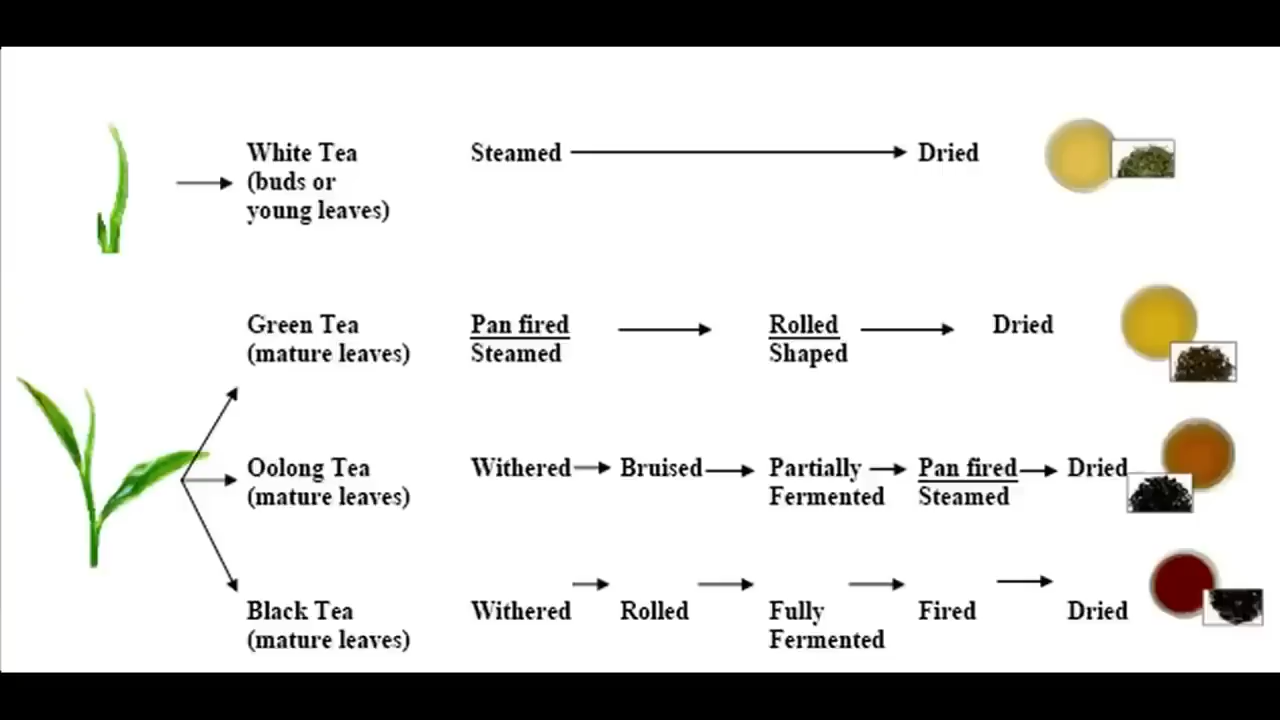 White Tea
(buds or
young leaves)
Steamed
Dried
Green Tea
(mature leaves)
Pan fired
Steamed
Rolled
Shaped
Dried
Oolong Tea
(mature leaves)
Withered
Bruised
Partially
Fermented
Pan fired
Steamed
Dried
Black Tea
(mature leaves)
Withered
Rolled
Fully
Fermented
Fired
Dried